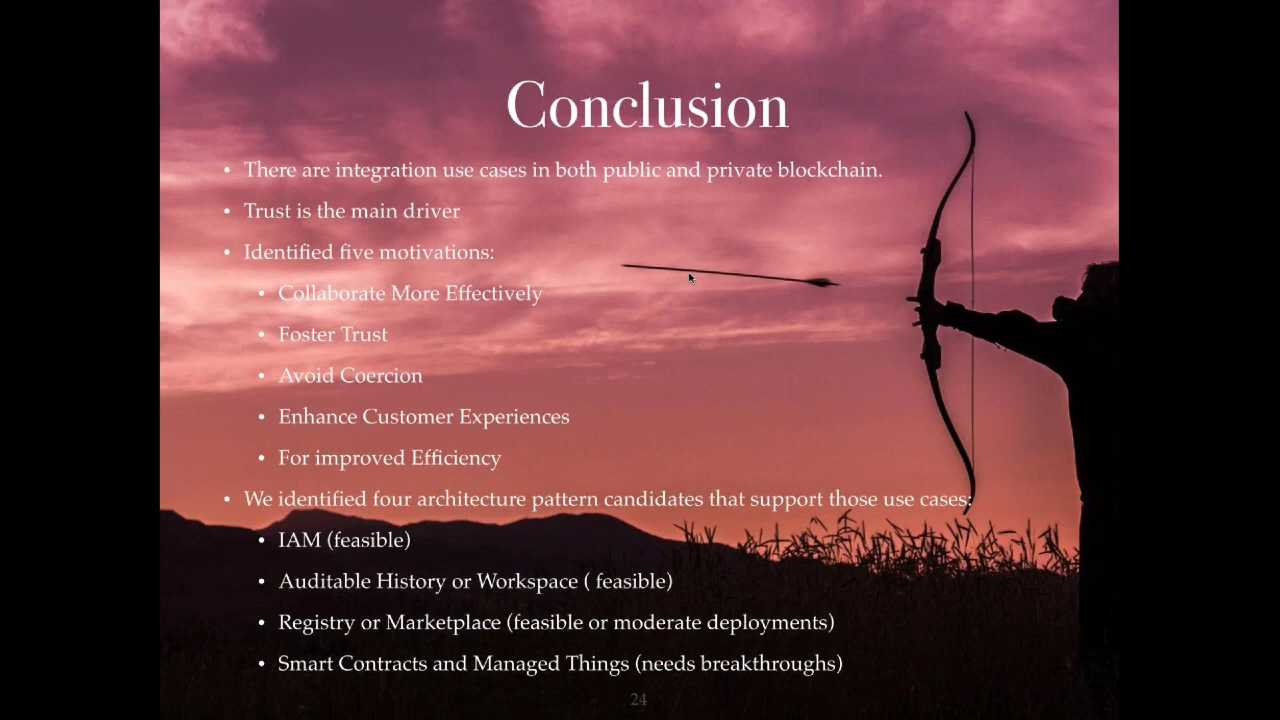 Conclusion
• There are integration use cases in both public and private blockchain.
• Trust is the main driver
• Identified five motivations:
• Collaborate More Effectively
• Foster Trust
• Avoid Coercion
• Enhance Customer Experiences
• For improved Efficiency
• We identified four architecture pattern candidates that support those use cases:
• IAM (feasible)
• Auditable History or Workspace ( feasible)
• Registry or Marketplace (feasible or moderate deployments)
• Smart Contracts and Managed Things (needs breakthroughs)
24